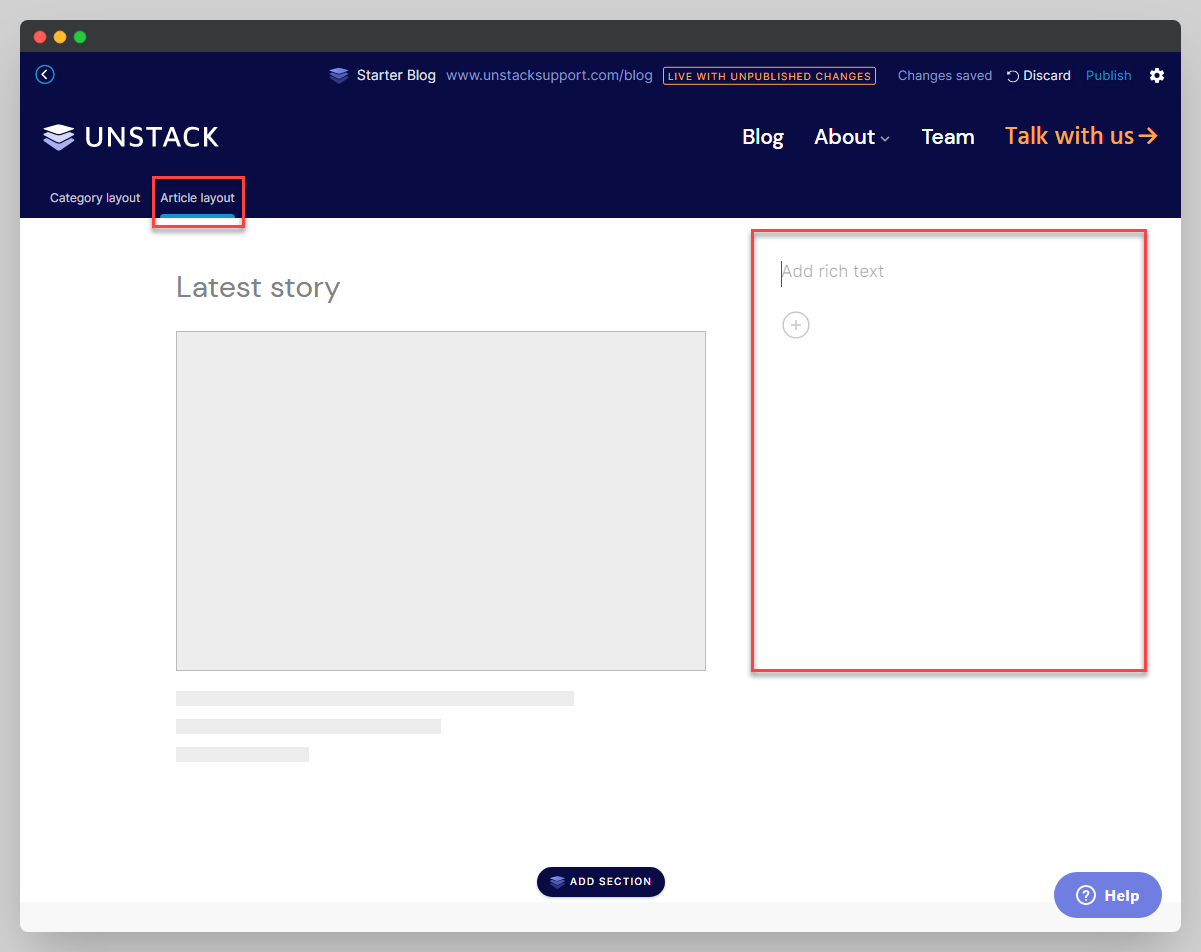 Starter Blog www.unstacksupport.com/blog LIVE WITH UNPUBLISHED CHANGES Changes saved Discard Publish
UNSTACK Blog About Team Talk with us
Category layout Article layout
Add rich text
Latest story
ADD SECTION
Help